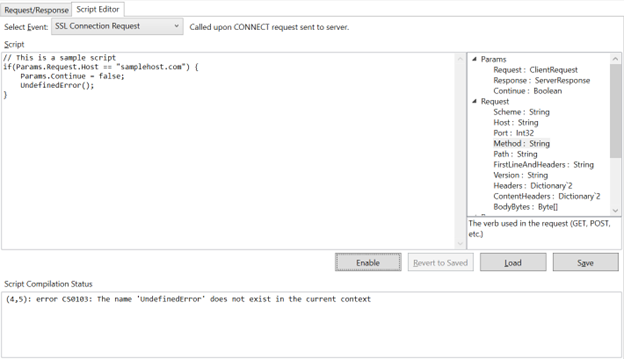 Request/Response Script Editor
Select Event: SSL Connection Request Called upon CONNECT request sent to server.
Script
// This is a sample script
if(Params.Request.Host == "samplehost.com") {
Params.Continue = false;
UndefinedError();
}
Params
Request : ClientRequest
Response : ServerResponse
Continue : Boolean
Request
Scheme : String
Host : String
Port : Int32
Method : String
Path : String
FirstLineAndHeaders : String
Version : String
Headers : Dictionary`2
ContentHeaders : Dictionary`2
BodyBytes : Byte[]
The verb used in the request (GET, POST,
etc.)
Enable Revert to Saved Load Save
Script Compilation Status
(4,5): error CS0103: The name 'UndefinedError' does not exist in the current context